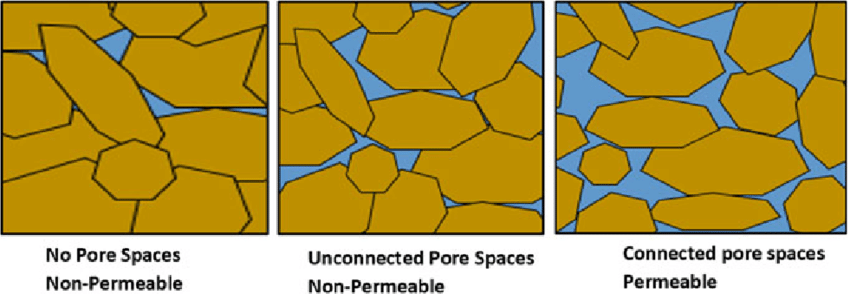 No Pore Spaces
Non-Permeable
Unconnected Pore Spaces
Non-Permeable
Connected pore spaces
Permeable